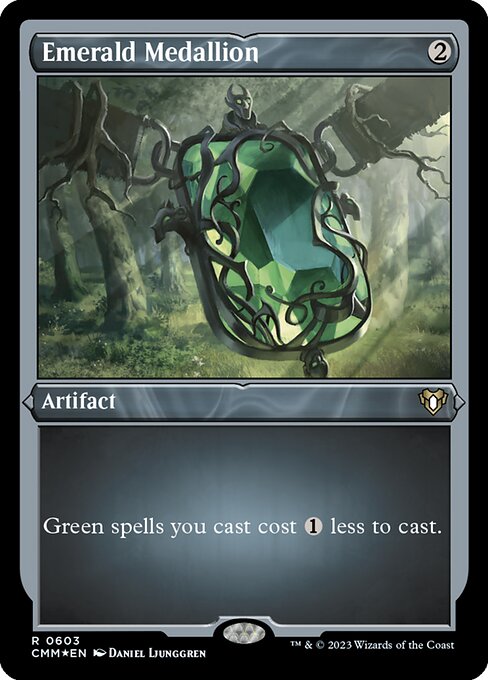 Emerald Medallion 2
Artifact
Green spells you cast cost 1 less to cast.
R 0603
CMM★EN Daniel Ljunggren
™ & © 2023 Wizards of the Coast